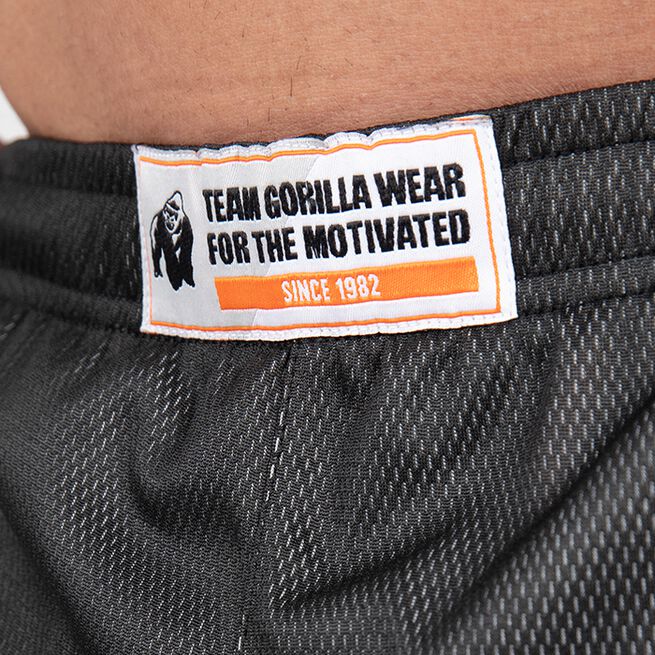 TEAM GORILLA WEAR
FOR THE MOTIVATED
SINCE 1982